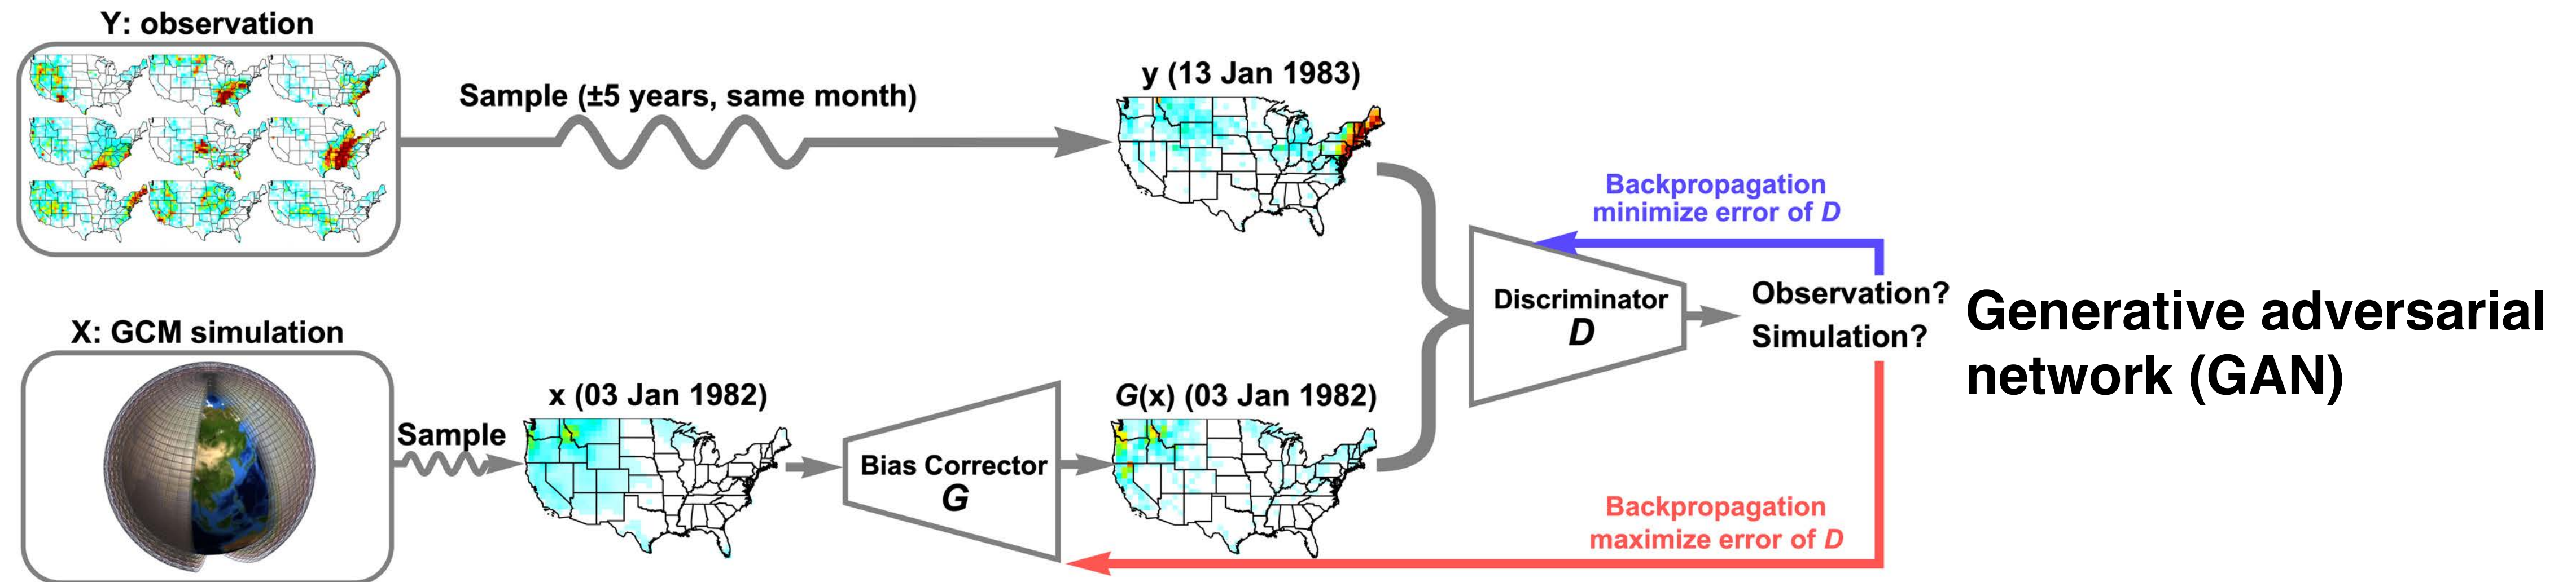 Y: observation
Sample (±5 years, same month)
y (13 Jan 1983)
Backpropagation
minimize error of D
X: GCM simulation
Sample
x (03 Jan 1982)
Bias Corrector
G
G(x) (03 Jan 1982)
Discriminator
D
Observation?
Simulation?
Generative adversarial
network (GAN)
Backpropagation
maximize error of D